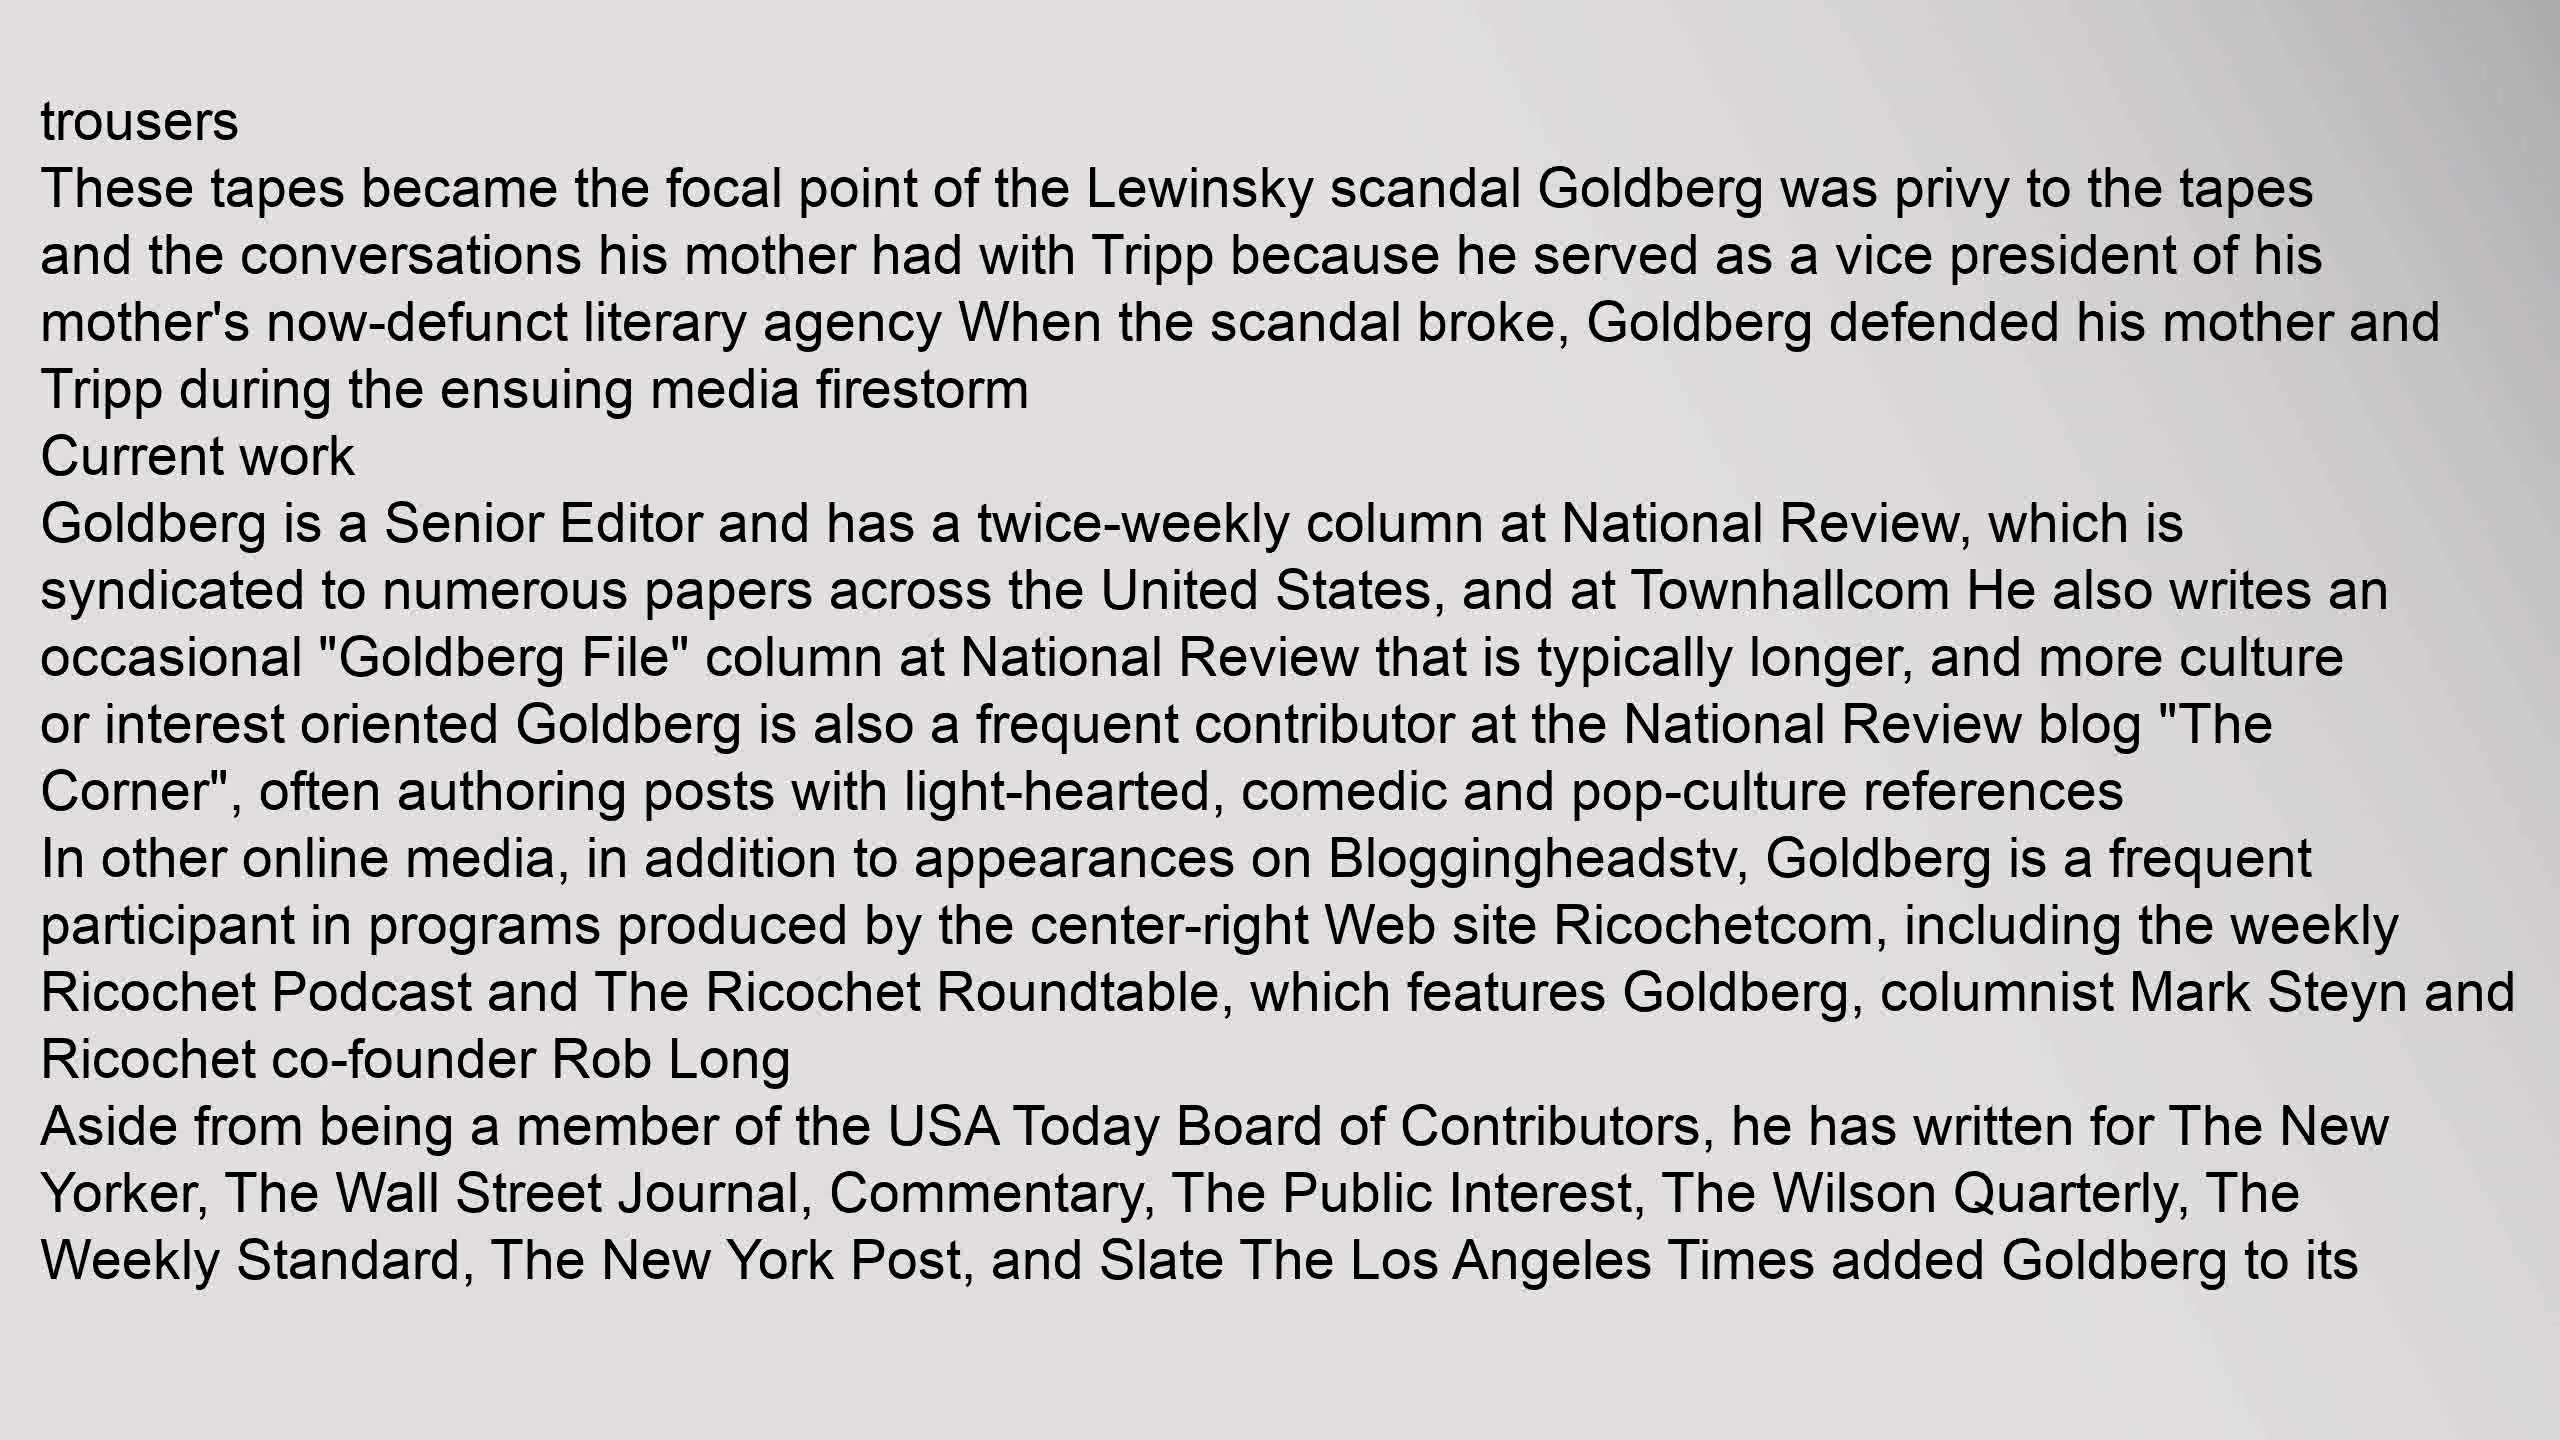 trousers
These tapes became the focal point of the Lewinsky scandal Goldberg was privy to the tapes
and the conversations his mother had with Tripp because he served as a vice president of his
mother's now-defunct literary agency When the scandal broke, Goldberg defended his mother and
Tripp during the ensuing media firestorm
Current work
Goldberg is a Senior Editor and has a twice-weekly column at National Review, which is
syndicated to numerous papers across the United States, and at Townhallcom He also writes an
occasional "Goldberg File" column at National Review that is typically longer, and more culture
or interest oriented Goldberg is also a frequent contributor at the National Review blog "The
Corner", often authoring posts with light-hearted, comedic and pop-culture references
In other online media, in addition to appearances on Bloggingheadstv, Goldberg is a frequent
participant in programs produced by the center-right Web site Ricochetcom, including the weekly
Ricochet Podcast and The Ricochet Roundtable, which features Goldberg, columnist Mark Steyn and
Ricochet co-founder Rob Long
Aside from being a member of the USA Today Board of Contributors, he has written for The New
Yorker, The Wall Street Journal, Commentary, The Public Interest, The Wilson Quarterly, The
Weekly Standard, The New York Post, and Slate The Los Angeles Times added Goldberg to its